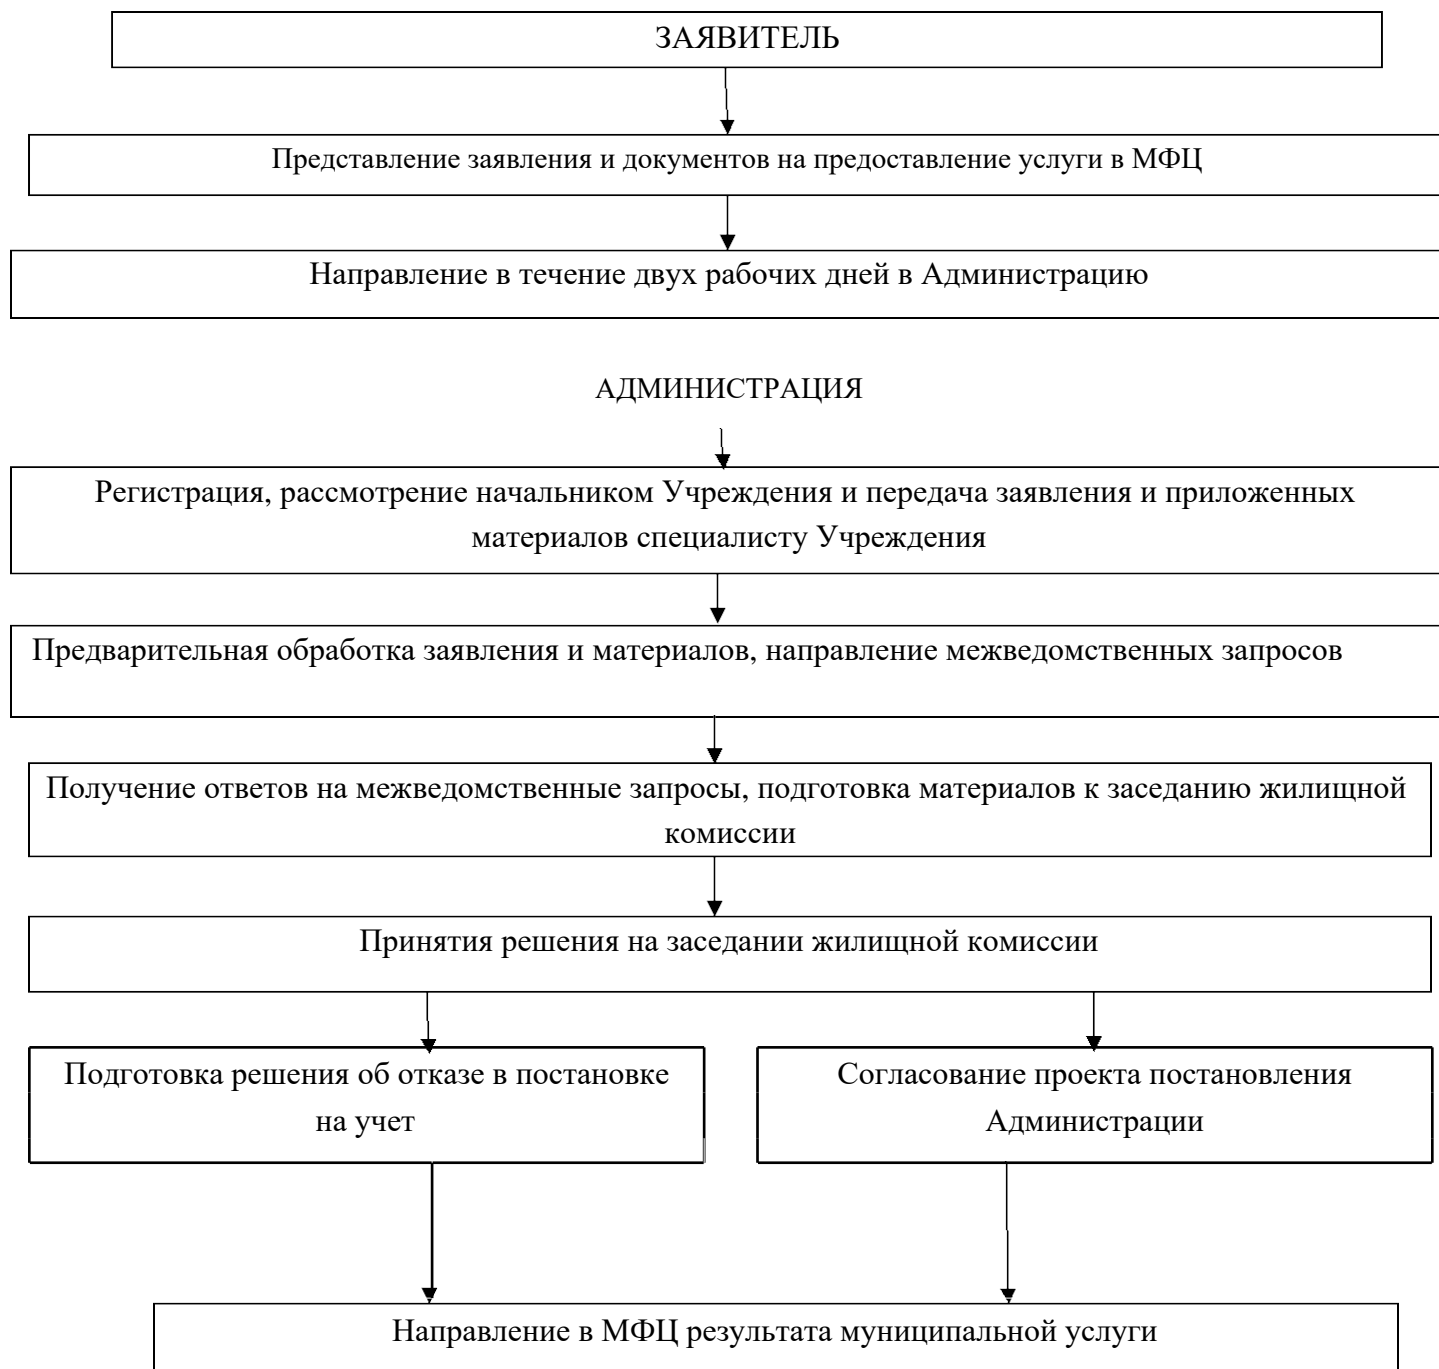 ЗАЯВИТЕЛЬ
Представление заявления и документов на предоставление услуги в МФЦ
Направление в течение двух рабочих дней в Администрацию
АДМИНИСТРАЦИЯ
Регистрация, рассмотрение начальником Учреждения и передача заявления и приложенных
материалов специалисту Учреждения
Предварительная обработка заявления и материалов, направление межведомственных запросов
Получение ответов на межведомственные запросы, подготовка материалов к заседанию жилищной
комиссии
Принятия решения на заседании жилищной комиссии
Подготовка решения об отказе в постановке
на учет
Согласование проекта постановления
Администрации
Направление в МФЦ результата муниципальной услуги